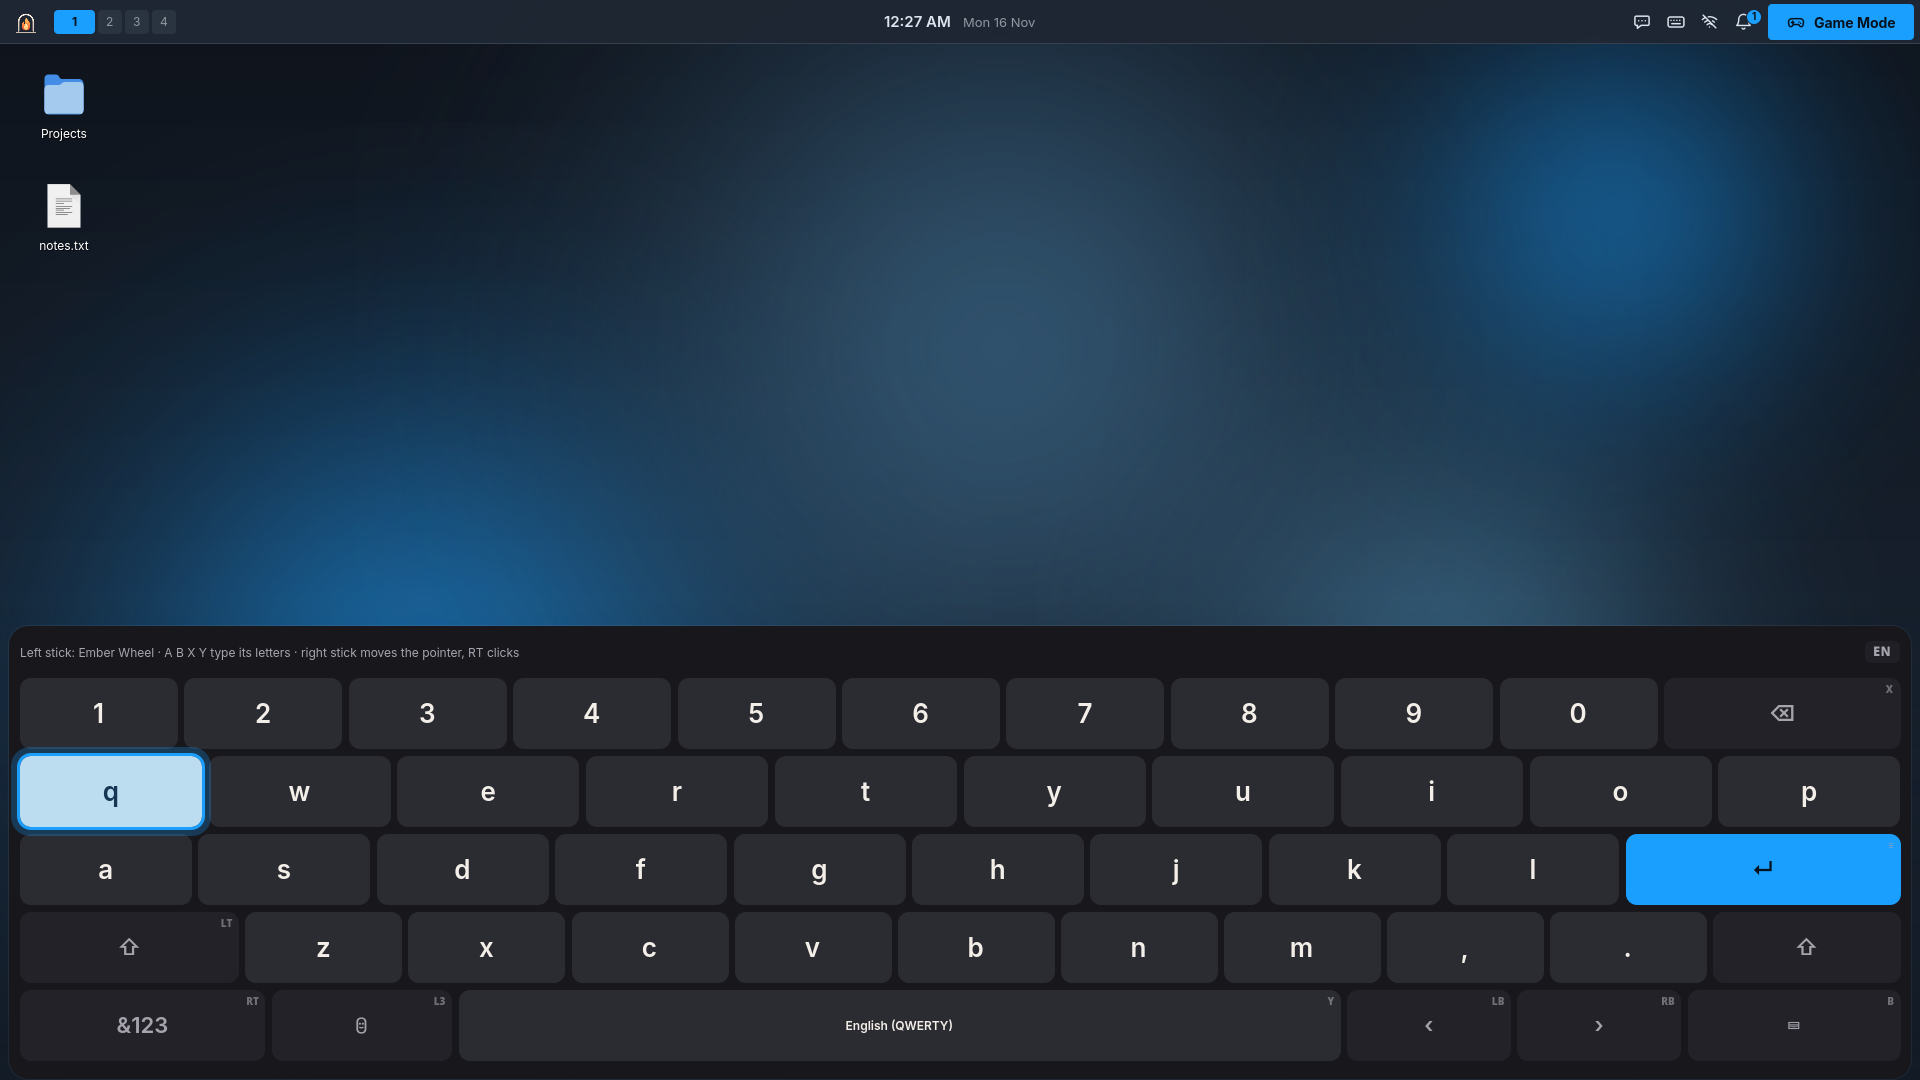 1 2 3 4
12:27 AM Mon 16 Nov
1
Game Mode
Projects
notes.txt
Left stick: Ember Wheel · A B X Y type its letters · right stick moves the pointer, RT clicks
EN
1 2 3 4 5 6 7 8 9 0 X
q w e r t y u i o p
a s d f g h j k l
LT z x c v b n m , .
&123 RT L3 English (QWERTY) Y ‹ LB › RB B